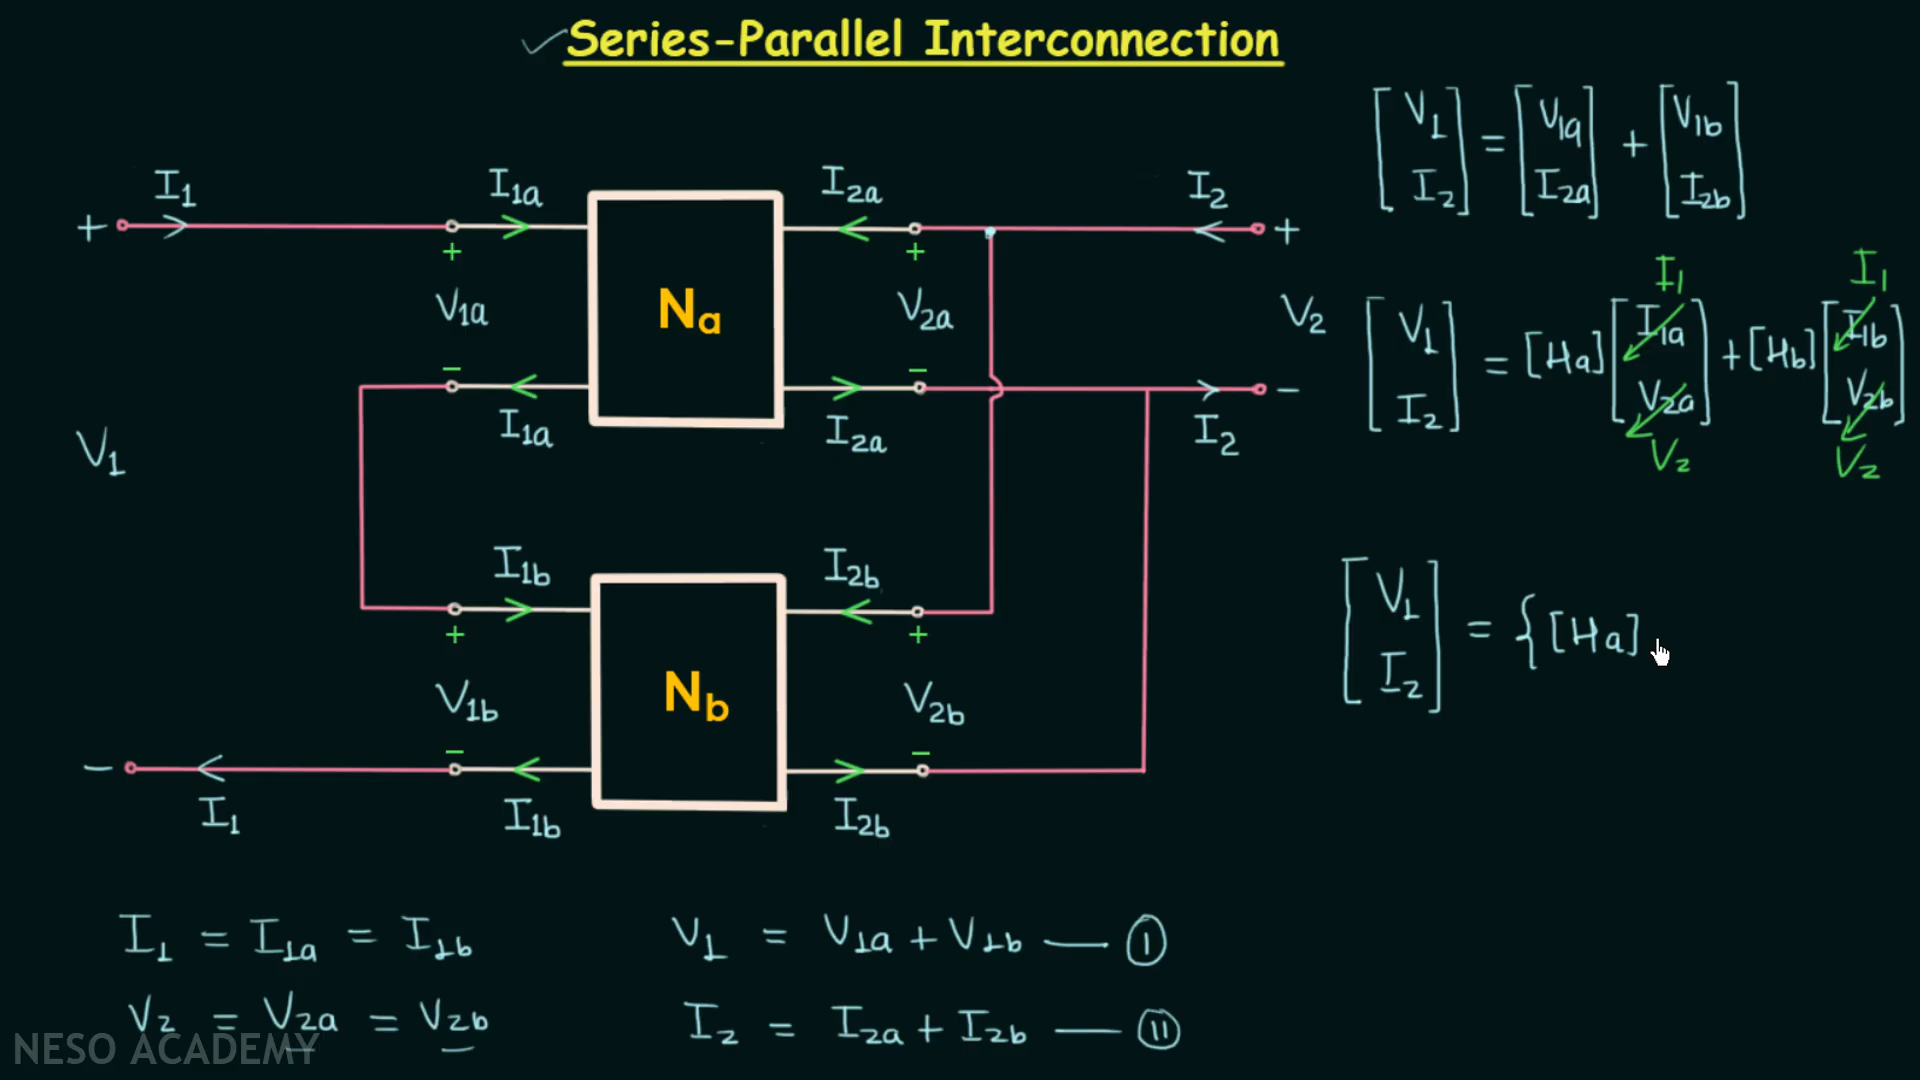 Series-Parallel Interconnection
I1 I1a I2a I2
+ + + +
V1a Na V2a V2
- - -
I1a I2a I2
V1
I1b I2b
+ +
V1b Nb V2b
- - -
I1 I1b I2b
[V1 I2] = [V1a I2a] + [V1b I2b]
I1 I1
[V1 I2] = [Ha] [I1a V2a] + [Hb] [I1b V2b]
V2 V2
[V1 I2] = { [Ha]
I1 = I1a = I1b
V2 = V2a = V2b
V1 = V1a + V1b — I
I2 = I2a + I2b — II
NESO ACADEMY